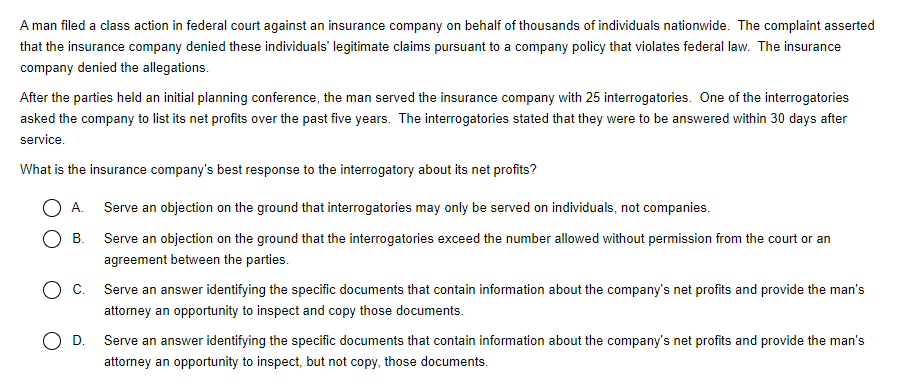 A man filed a class action in federal court against an insurance company on behalf of thousands of individuals nationwide. The complaint asserted
that the insurance company denied these individuals' legitimate claims pursuant to a company policy that violates federal law. The insurance
company denied the allegations.
After the parties held an initial planning conference, the man served the insurance company with 25 interrogatories. One of the interrogatories
asked the company to list its net profits over the past five years. The interrogatories stated that they were to be answered within 30 days after
service.
What is the insurance company's best response to the interrogatory about its net profits?
A. Serve an objection on the ground that interrogatories may only be served on individuals, not companies.
B. Serve an objection on the ground that the interrogatories exceed the number allowed without permission from the court or an
agreement between the parties.
C. Serve an answer identifying the specific documents that contain information about the company's net profits and provide the man's
attorney an opportunity to inspect and copy those documents.
D. Serve an answer identifying the specific documents that contain information about the company's net profits and provide the man's
attorney an opportunity to inspect, but not copy, those documents.